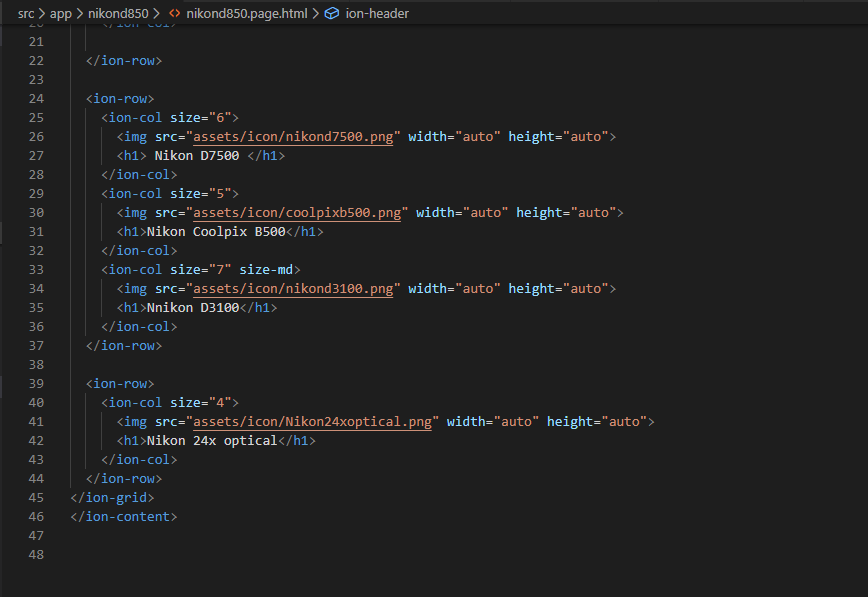 src > app > nikond850 > <> nikond850.page.html > ion-header
20 </ion-col>
21
22 </ion-row>
23
24 <ion-row>
25 <ion-col size="6">
26 <img src="assets/icon/nikond7500.png" width="auto" height="auto">
27 <h1> Nikon D7500 </h1>
28 </ion-col>
29 <ion-col size="5">
30 <img src="assets/icon/coolpixb500.png" width="auto" height="auto">
31 <h1>Nikon Coolpix B500</h1>
32 </ion-col>
33 <ion-col size="7" size-md>
34 <img src="assets/icon/nikond3100.png" width="auto" height="auto">
35 <h1>Nnikon D3100</h1>
36 </ion-col>
37 </ion-row>
38
39 <ion-row>
40 <ion-col size="4">
41 <img src="assets/icon/Nikon24xoptical.png" width="auto" height="auto">
42 <h1>Nikon 24x optical</h1>
43 </ion-col>
44 </ion-row>
45 </ion-grid>
46 </ion-content>
47
48